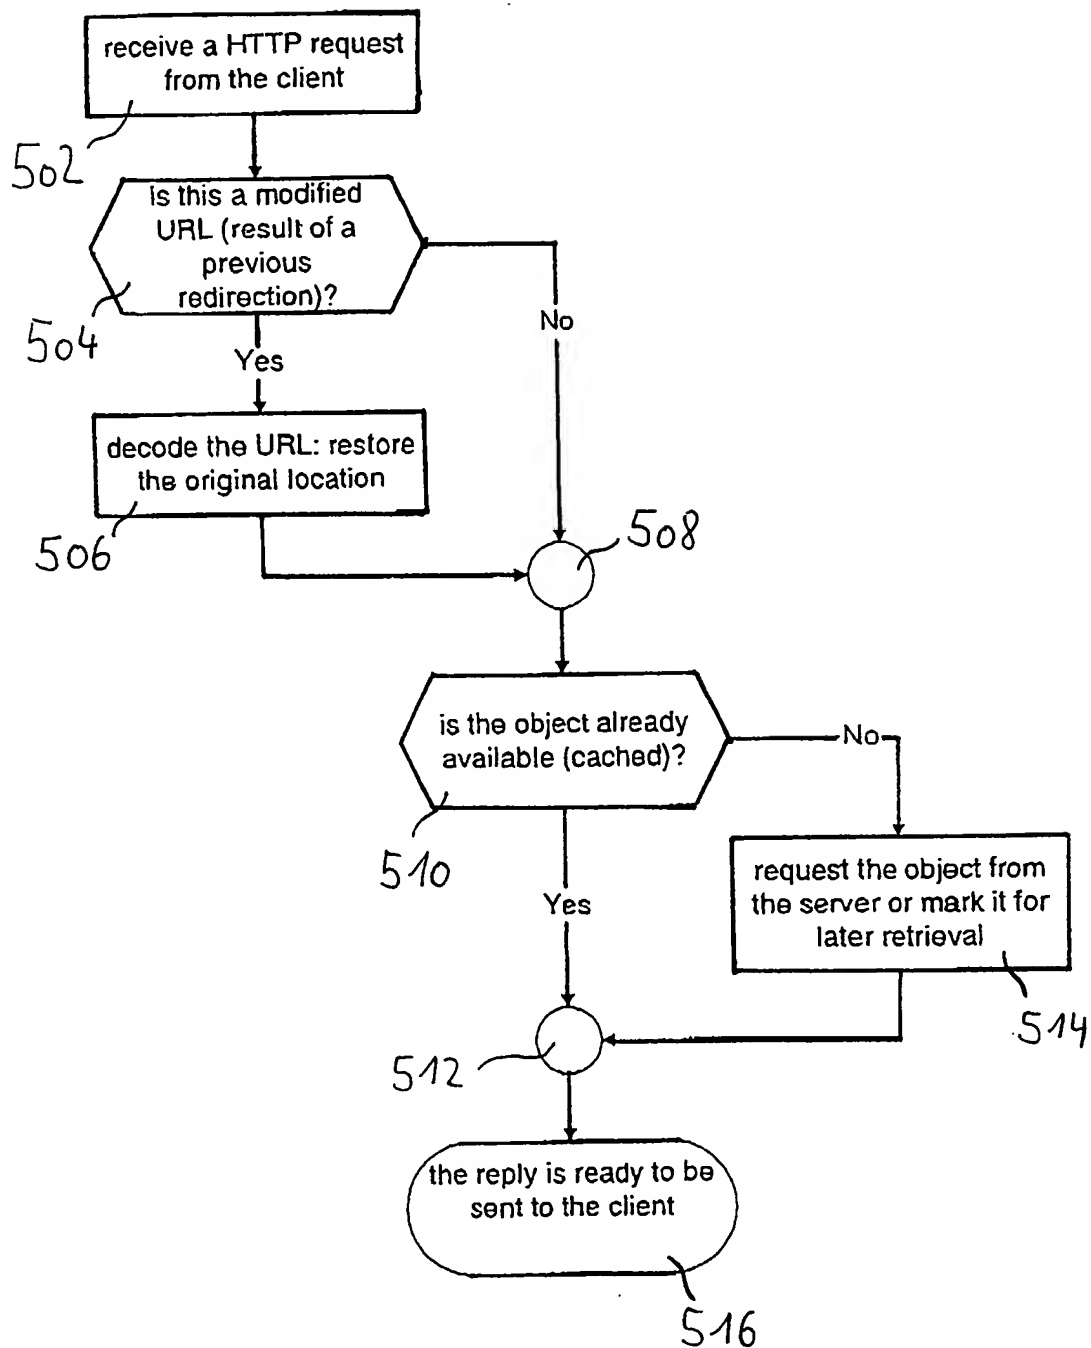 receive a HTTP request
from the client
502
is this a modified
URL (result of a
previous
redirection)?
504
No
Yes
decode the URL: restore
the original location
506
508
is the object already
available (cached)?
No
510
request the object from
the server or mark it for
later retrieval
Yes
514
512
the reply is ready to be
sent to the client
516